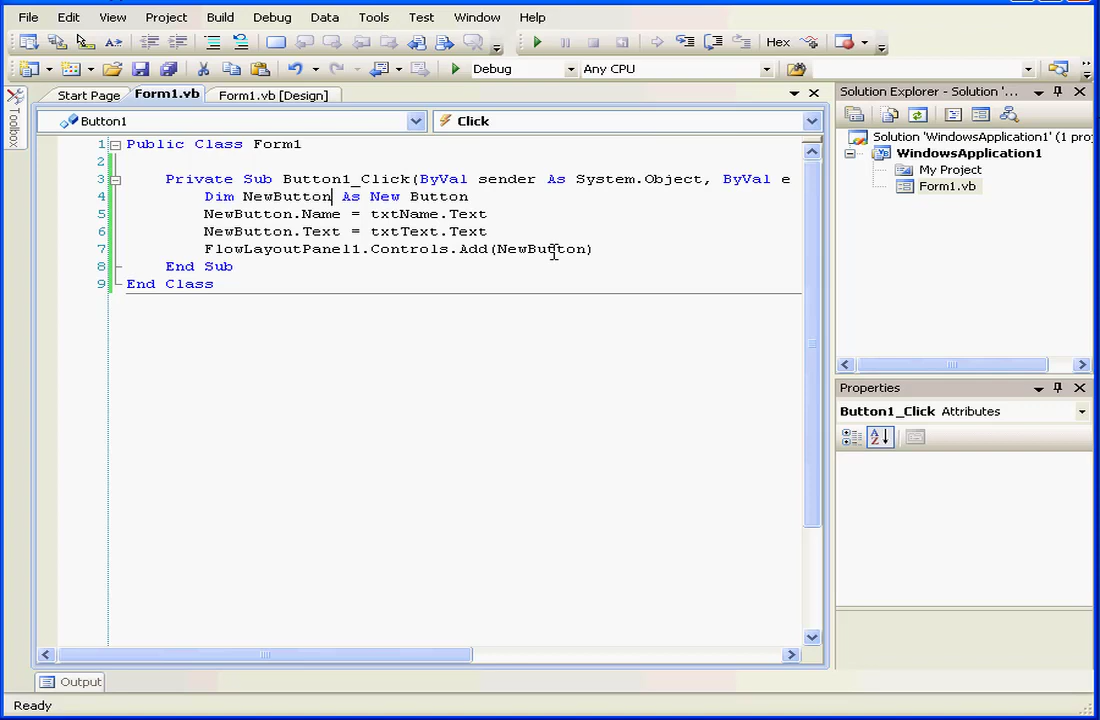 File Edit View Project Build Debug Data Tools Test Window Help
Hex
Debug Any CPU
Toolbox
Start Page Form1.vb Form1.vb [Design]
Button1 Click
1 Public Class Form1
2
3 Private Sub Button1_Click(ByVal sender As System.Object, ByVal e
4 Dim NewButton As New Button
5 NewButton.Name = txtName.Text
6 NewButton.Text = txtText.Text
7 FlowLayoutPanel1.Controls.Add(NewButton)
8 End Sub
9 End Class
Solution Explorer - Solution '...
Solution 'WindowsApplication1' (1 pro
WindowsApplication1
My Project
Form1.vb
Properties
Button1_Click Attributes
Output
Ready